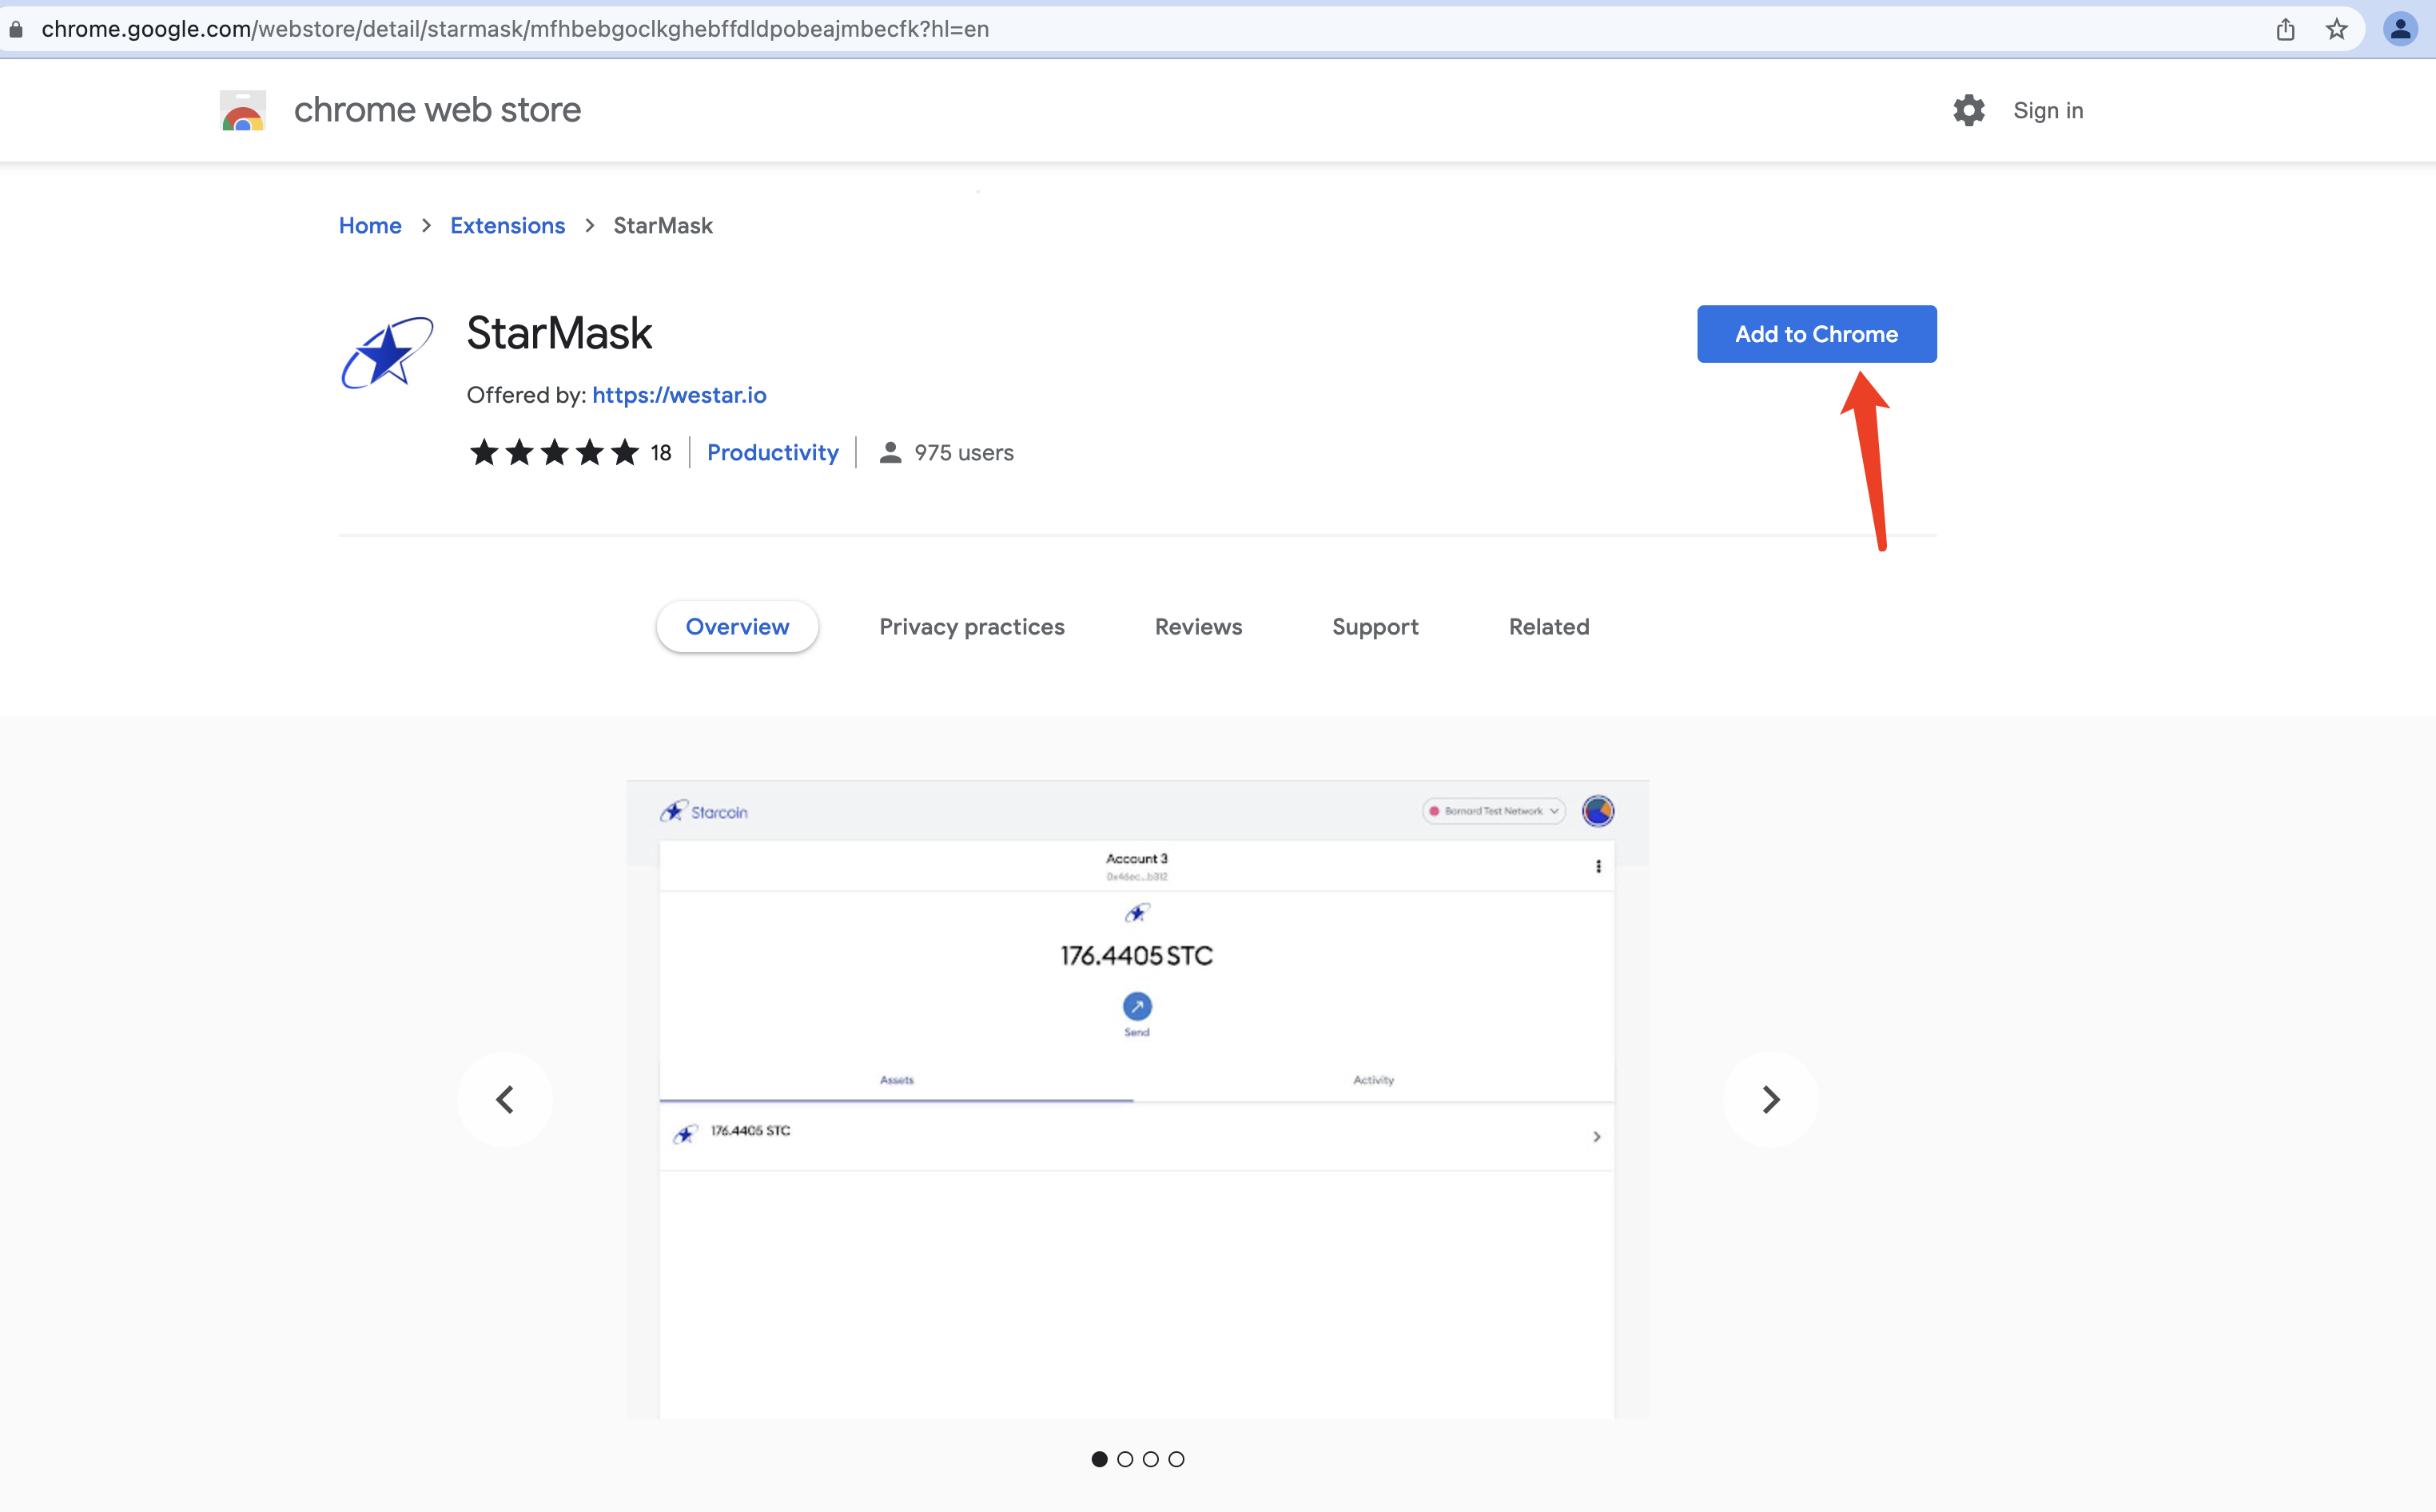 chrome.google.com/webstore/detail/starmask/mfhbebgoclkghebffdldpobeajmbecfk?hl=en
chrome web store
Sign in
Home > Extensions > StarMask
StarMask
Add to Chrome
Offered by: https://westar.io
18 Productivity 975 users
Overview Privacy practices Reviews Support Related
Starcoin
Barnard Test Network
Account 3
0x4dec...b312
176.4405 STC
Send
Assets Activity
176.4405 STC